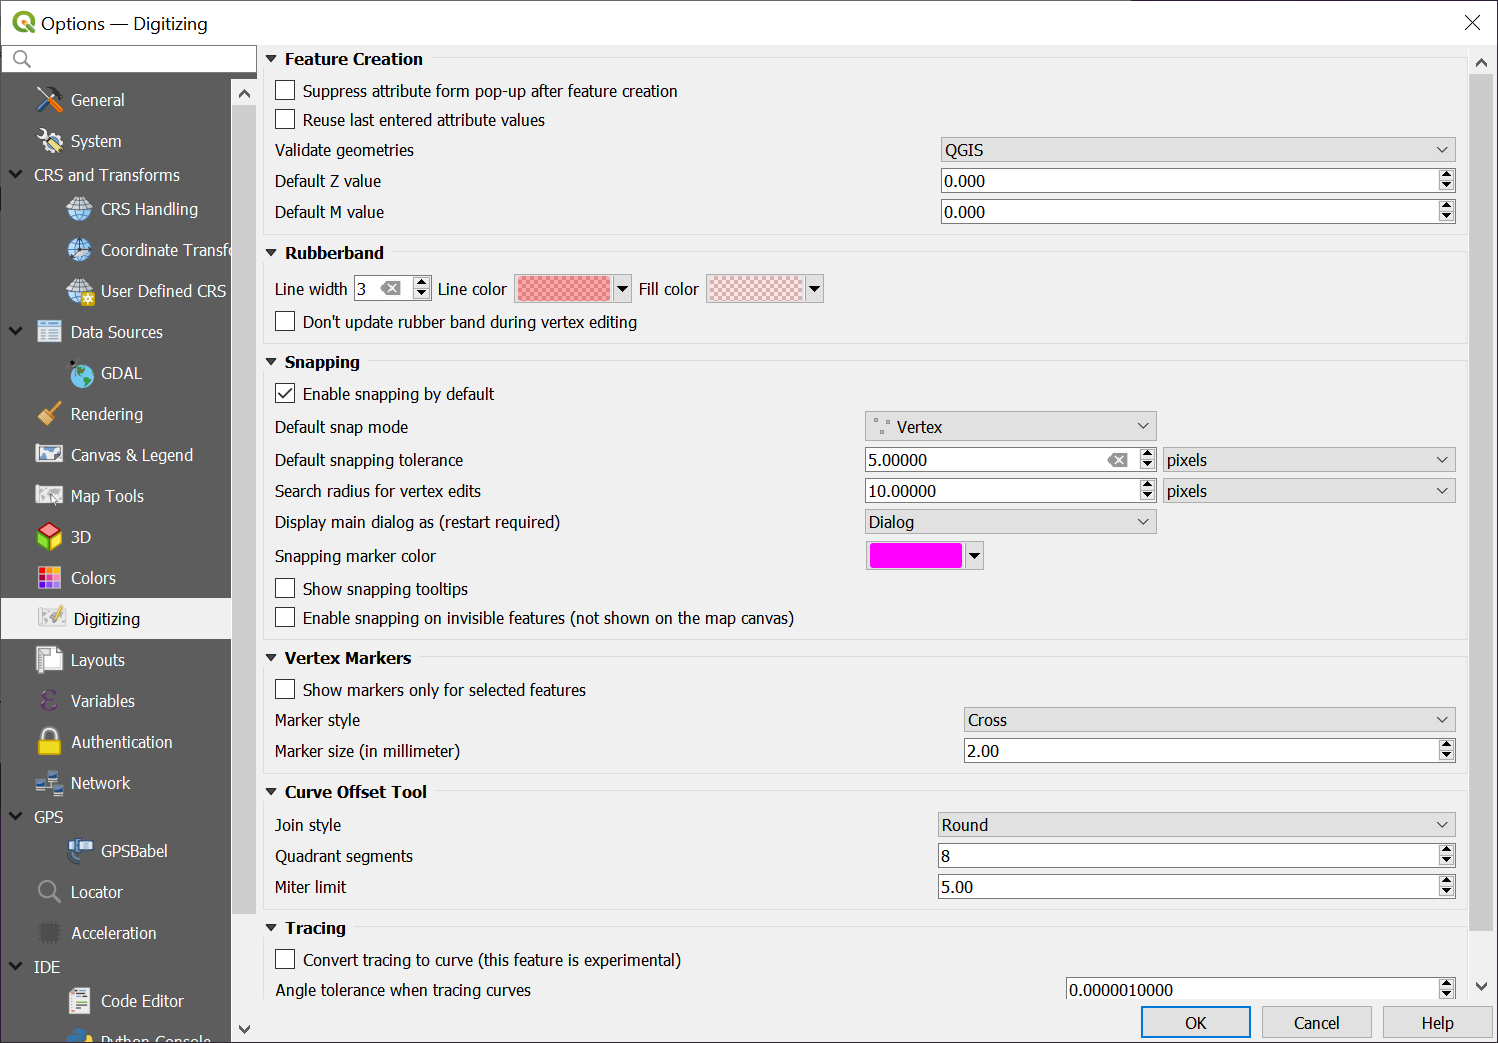 Options — Digitizing
General
System
CRS and Transforms
CRS Handling
Coordinate Transfo
User Defined CRS
Data Sources
GDAL
Rendering
Canvas & Legend
Map Tools
3D
Colors
Digitizing
Layouts
Variables
Authentication
Network
GPS
GPSBabel
Locator
Acceleration
IDE
Code Editor
Python Console
Feature Creation
Suppress attribute form pop-up after feature creation
Reuse last entered attribute values
Validate geometries QGIS
Default Z value 0.000
Default M value 0.000
Rubberband
Line width 3 Line color Fill color
Don't update rubber band during vertex editing
Snapping
Enable snapping by default
Default snap mode Vertex
Default snapping tolerance 5.00000 pixels
Search radius for vertex edits 10.00000 pixels
Display main dialog as (restart required) Dialog
Snapping marker color
Show snapping tooltips
Enable snapping on invisible features (not shown on the map canvas)
Vertex Markers
Show markers only for selected features
Marker style Cross
Marker size (in millimeter) 2.00
Curve Offset Tool
Join style Round
Quadrant segments 8
Miter limit 5.00
Tracing
Convert tracing to curve (this feature is experimental)
Angle tolerance when tracing curves 0.0000010000
OK Cancel Help